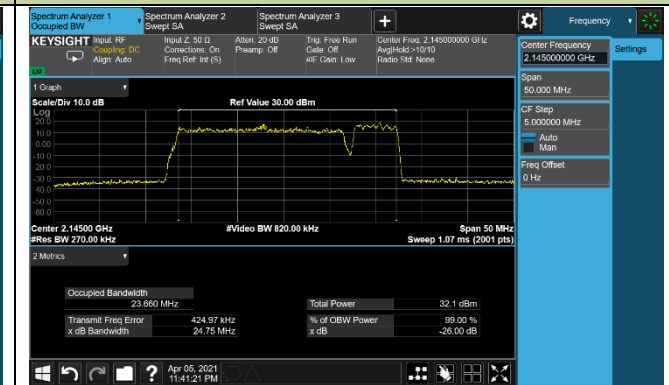 Spectrum Analyzer 1
Occupied BW
Spectrum Analyzer 2
Swept SA
Spectrum Analyzer 3
Swept SA
Frequency
KEYSIGHT
Input: RF
Coupling: DC
Align: Auto
Input Z: 50 Ω
Corrections: On
Freq Ref: Int (S)
Atten: 20 dB
Preamp: Off
Trig: Free Run
Gate: Off
#IF Gain: Low
Center Freq: 2.145000000 GHz
Avg|Hold:>10/10
Radio Std: None
Center Frequency
2.145000000 GHz
Settings
Span
50.000 MHz
CF Step
5.000000 MHz
Auto
Man
Freq Offset
0 Hz
1 Graph
Scale/Div 10.0 dB
Ref Value 30.00 dBm
Log
20.0
10.0
0.00
-10.0
-20.0
-30.0
-40.0
-50.0
-60.0
Center 2.14500 GHz
#Video BW 820.00 kHz
Span 50 MHz
#Res BW 270.00 kHz
Sweep 1.07 ms (2001 pts)
2 Metrics
Occupied Bandwidth
23.660 MHz
Total Power
32.1 dBm
Transmit Freq Error
424.97 kHz
% of OBW Power
99.00 %
x dB Bandwidth
24.75 MHz
x dB
-26.00 dB
Apr 05, 2021
11:41:21 PM